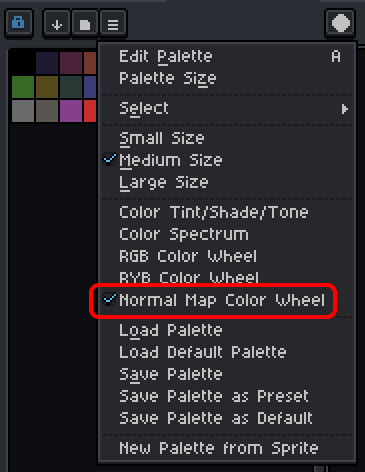 Edit Palette A
Palette Size
Select
Small Size
Medium Size
Large Size
Color Tint/Shade/Tone
Color Spectrum
RGB Color Wheel
RYB Color Wheel
Normal Map Color Wheel
Load Palette
Load Default Palette
Save Palette
Save Palette as Preset
Save Palette as Default
New Palette from Sprite